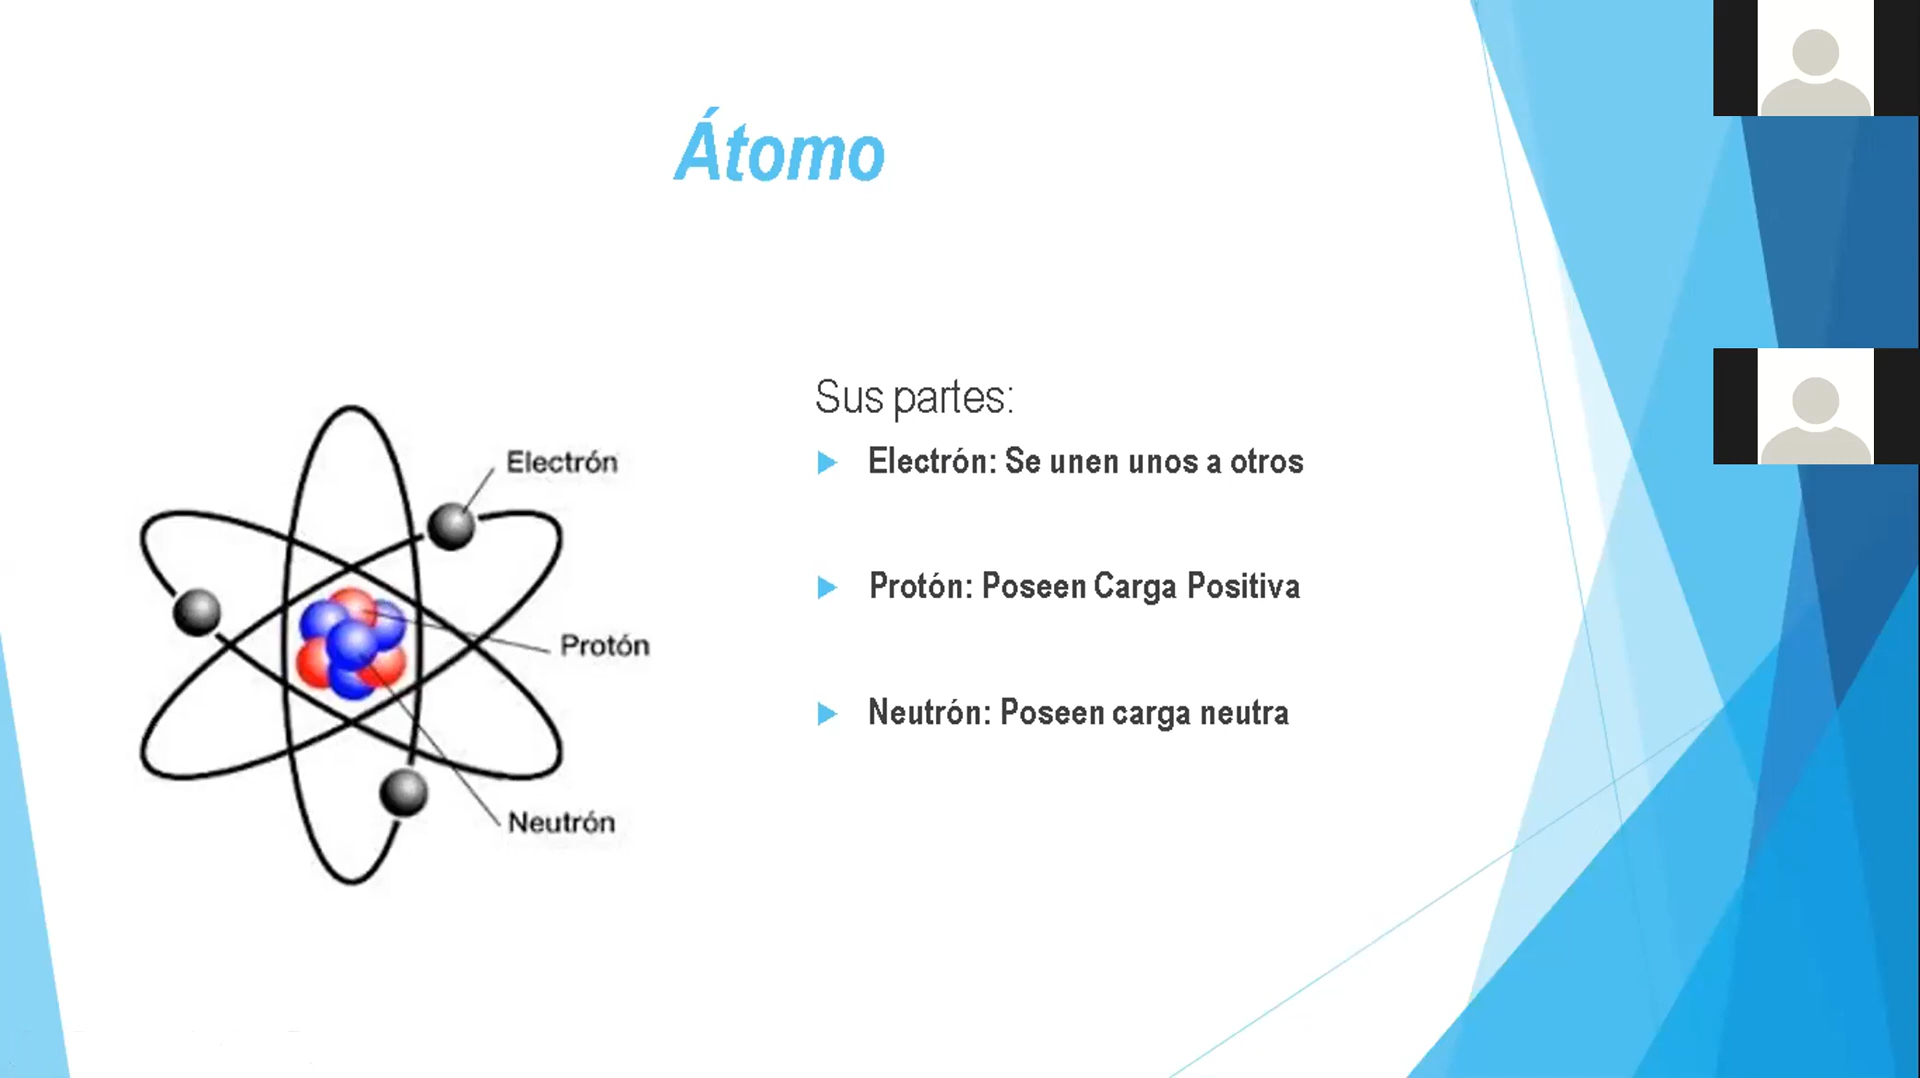 Átomo
Sus partes:
Electrón: Se unen unos a otros
Protón: Poseen Carga Positiva
Neutrón: Poseen carga neutra
Electrón
Protón
Neutrón